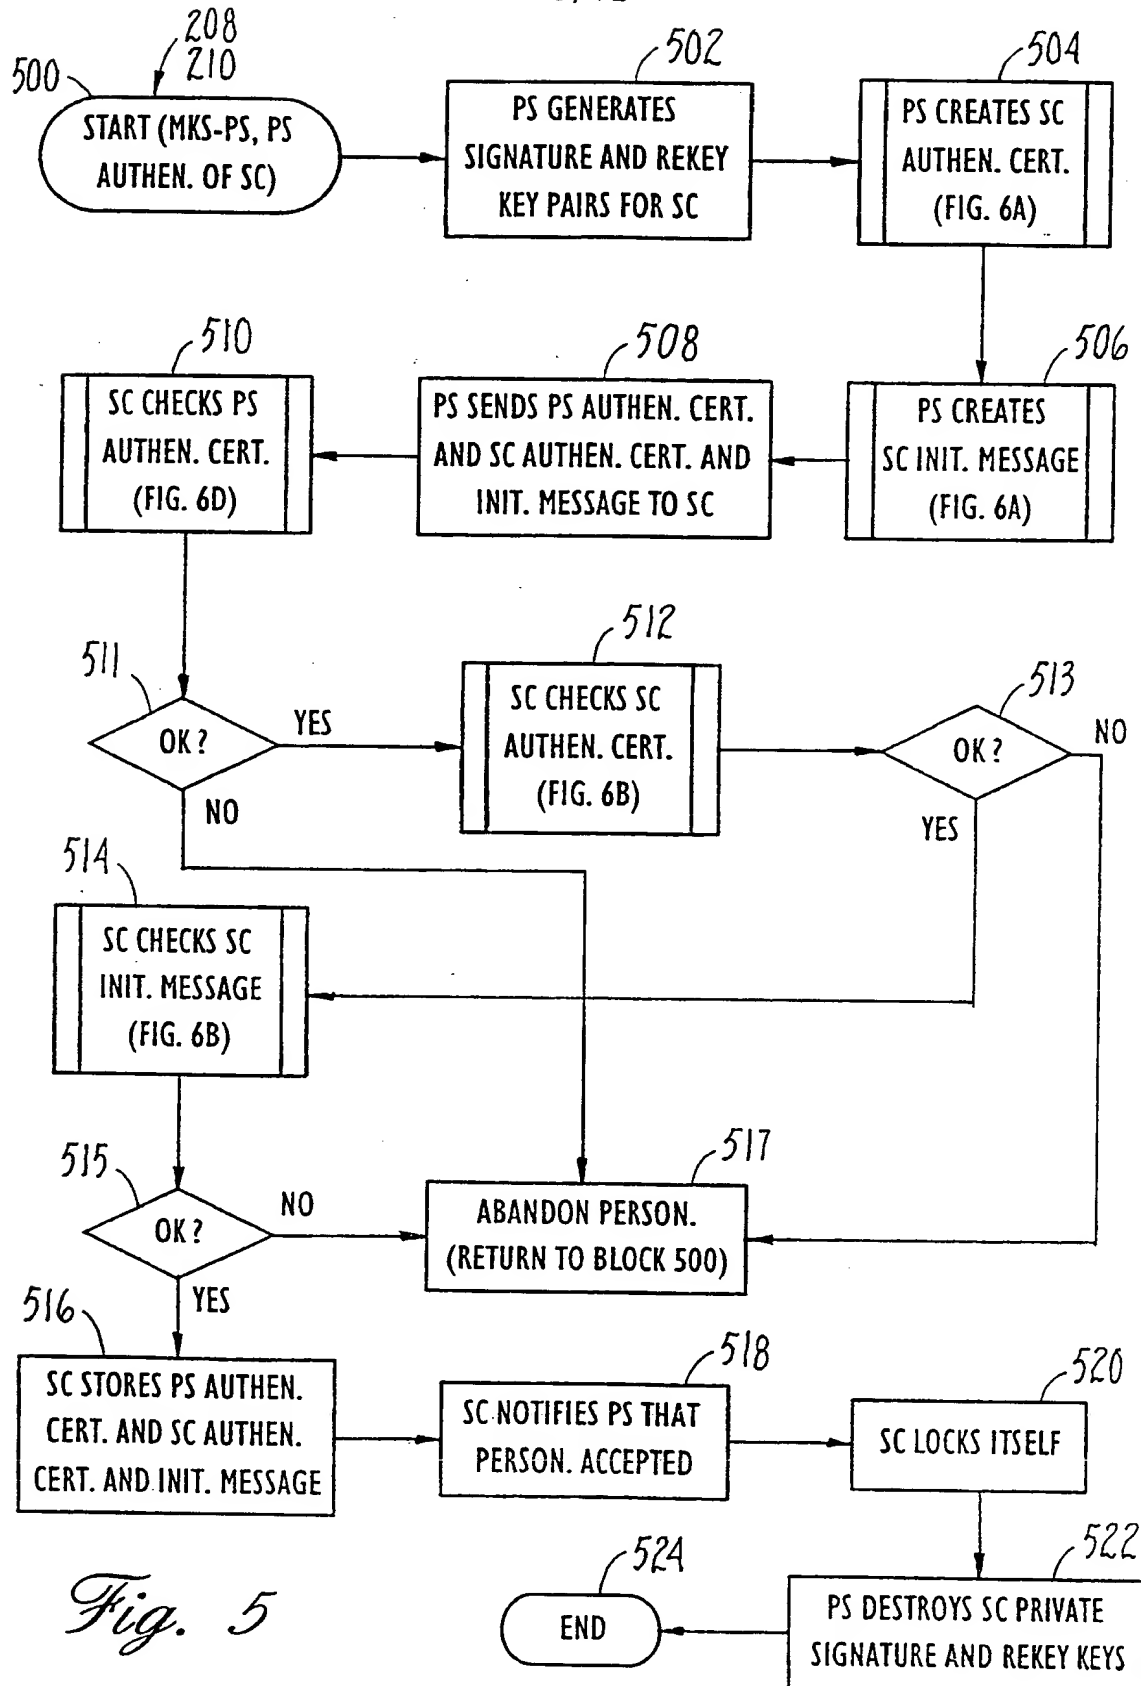 208
210
500
START (MKS-PS, PS
AUTHEN. OF SC)
502
PS GENERATES
SIGNATURE AND REKEY
KEY PAIRS FOR SC
504
PS CREATES SC
AUTHEN. CERT.
(FIG. 6A)
510
SC CHECKS PS
AUTHEN. CERT.
(FIG. 6D)
508
PS SENDS PS AUTHEN. CERT.
AND SC AUTHEN. CERT. AND
INIT. MESSAGE TO SC
506
PS CREATES
SC INIT. MESSAGE
(FIG. 6A)
511
OK?
YES
NO
512
SC CHECKS SC
AUTHEN. CERT.
(FIG. 6B)
513
OK?
NO
YES
514
SC CHECKS SC
INIT. MESSAGE
(FIG. 6B)
515
OK?
NO
YES
517
ABANDON PERSON.
(RETURN TO BLOCK 500)
516
SC STORES PS AUTHEN.
CERT. AND SC AUTHEN.
CERT. AND INIT. MESSAGE
518
SC NOTIFIES PS THAT
PERSON. ACCEPTED
520
SC LOCKS ITSELF
522
PS DESTROYS SC PRIVATE
SIGNATURE AND REKEY KEYS
524
END
Fig. 5